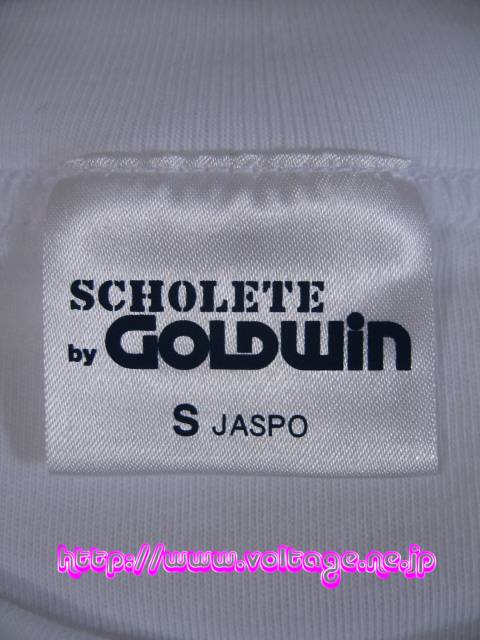 SCHOLETE
by GOLDWIN
S JASPO
http://www.voltage.ne.jp